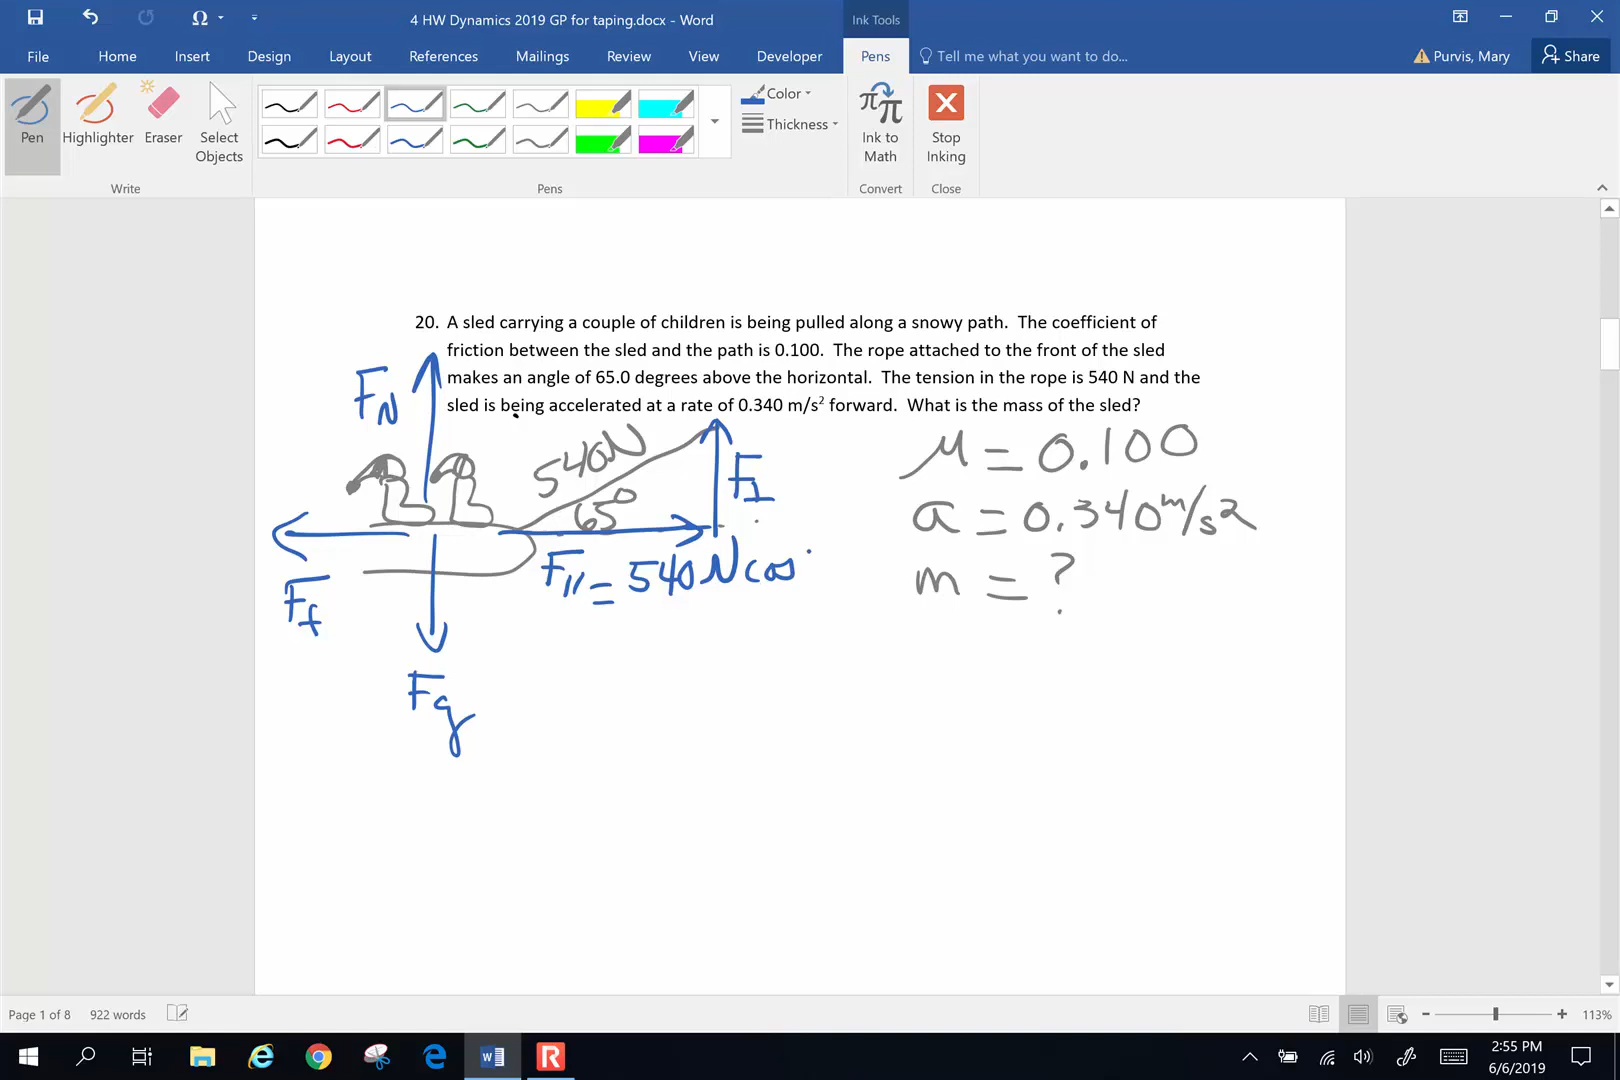 4 HW Dynamics 2019 GP for taping.docx - Word
Ink Tools
File Home Insert Design Layout References Mailings Review View Developer Pens Tell me what you want to do... Purvis, Mary Share
Pen Highlighter Eraser Select Objects
Color
Thickness
Ink to Math
Stop Inking
Write Pens Convert Close
20. A sled carrying a couple of children is being pulled along a snowy path. The coefficient of
friction between the sled and the path is 0.100. The rope attached to the front of the sled
makes an angle of 65.0 degrees above the horizontal. The tension in the rope is 540 N and the
sled is being accelerated at a rate of 0.340 m/s² forward. What is the mass of the sled?
F_N
540N
65°
F_⊥
μ = 0.100
a = 0.340 m/s²
m = ?
F_// = 540 N cos
F_f
F_g
Page 1 of 8 922 words
113%
2:55 PM
6/6/2019